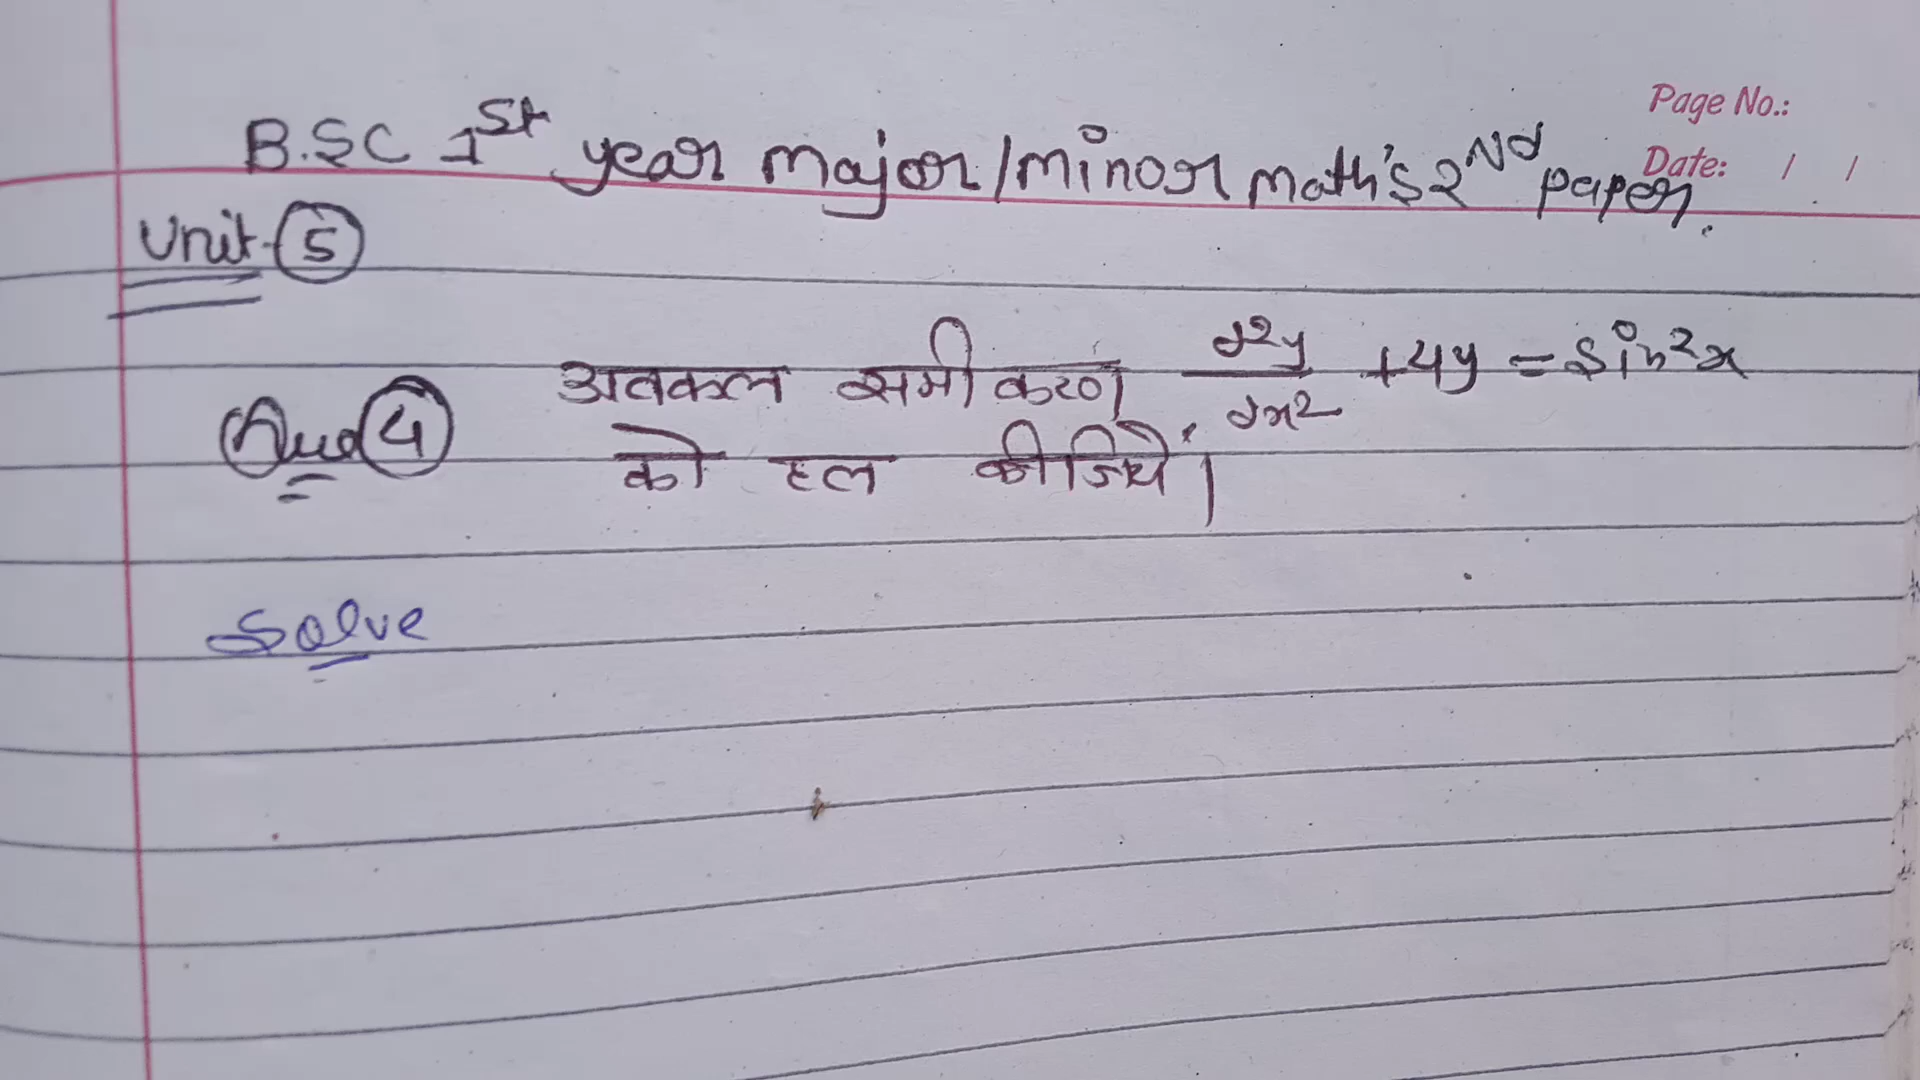 Page No.:
B.SC 1st year major/minor math's 2nd paper.
Date: / /
Unit-5
Que 4 अवकल समीकरण d²y/dx² + 4y = sin²x
को हल कीजिये।
Solve